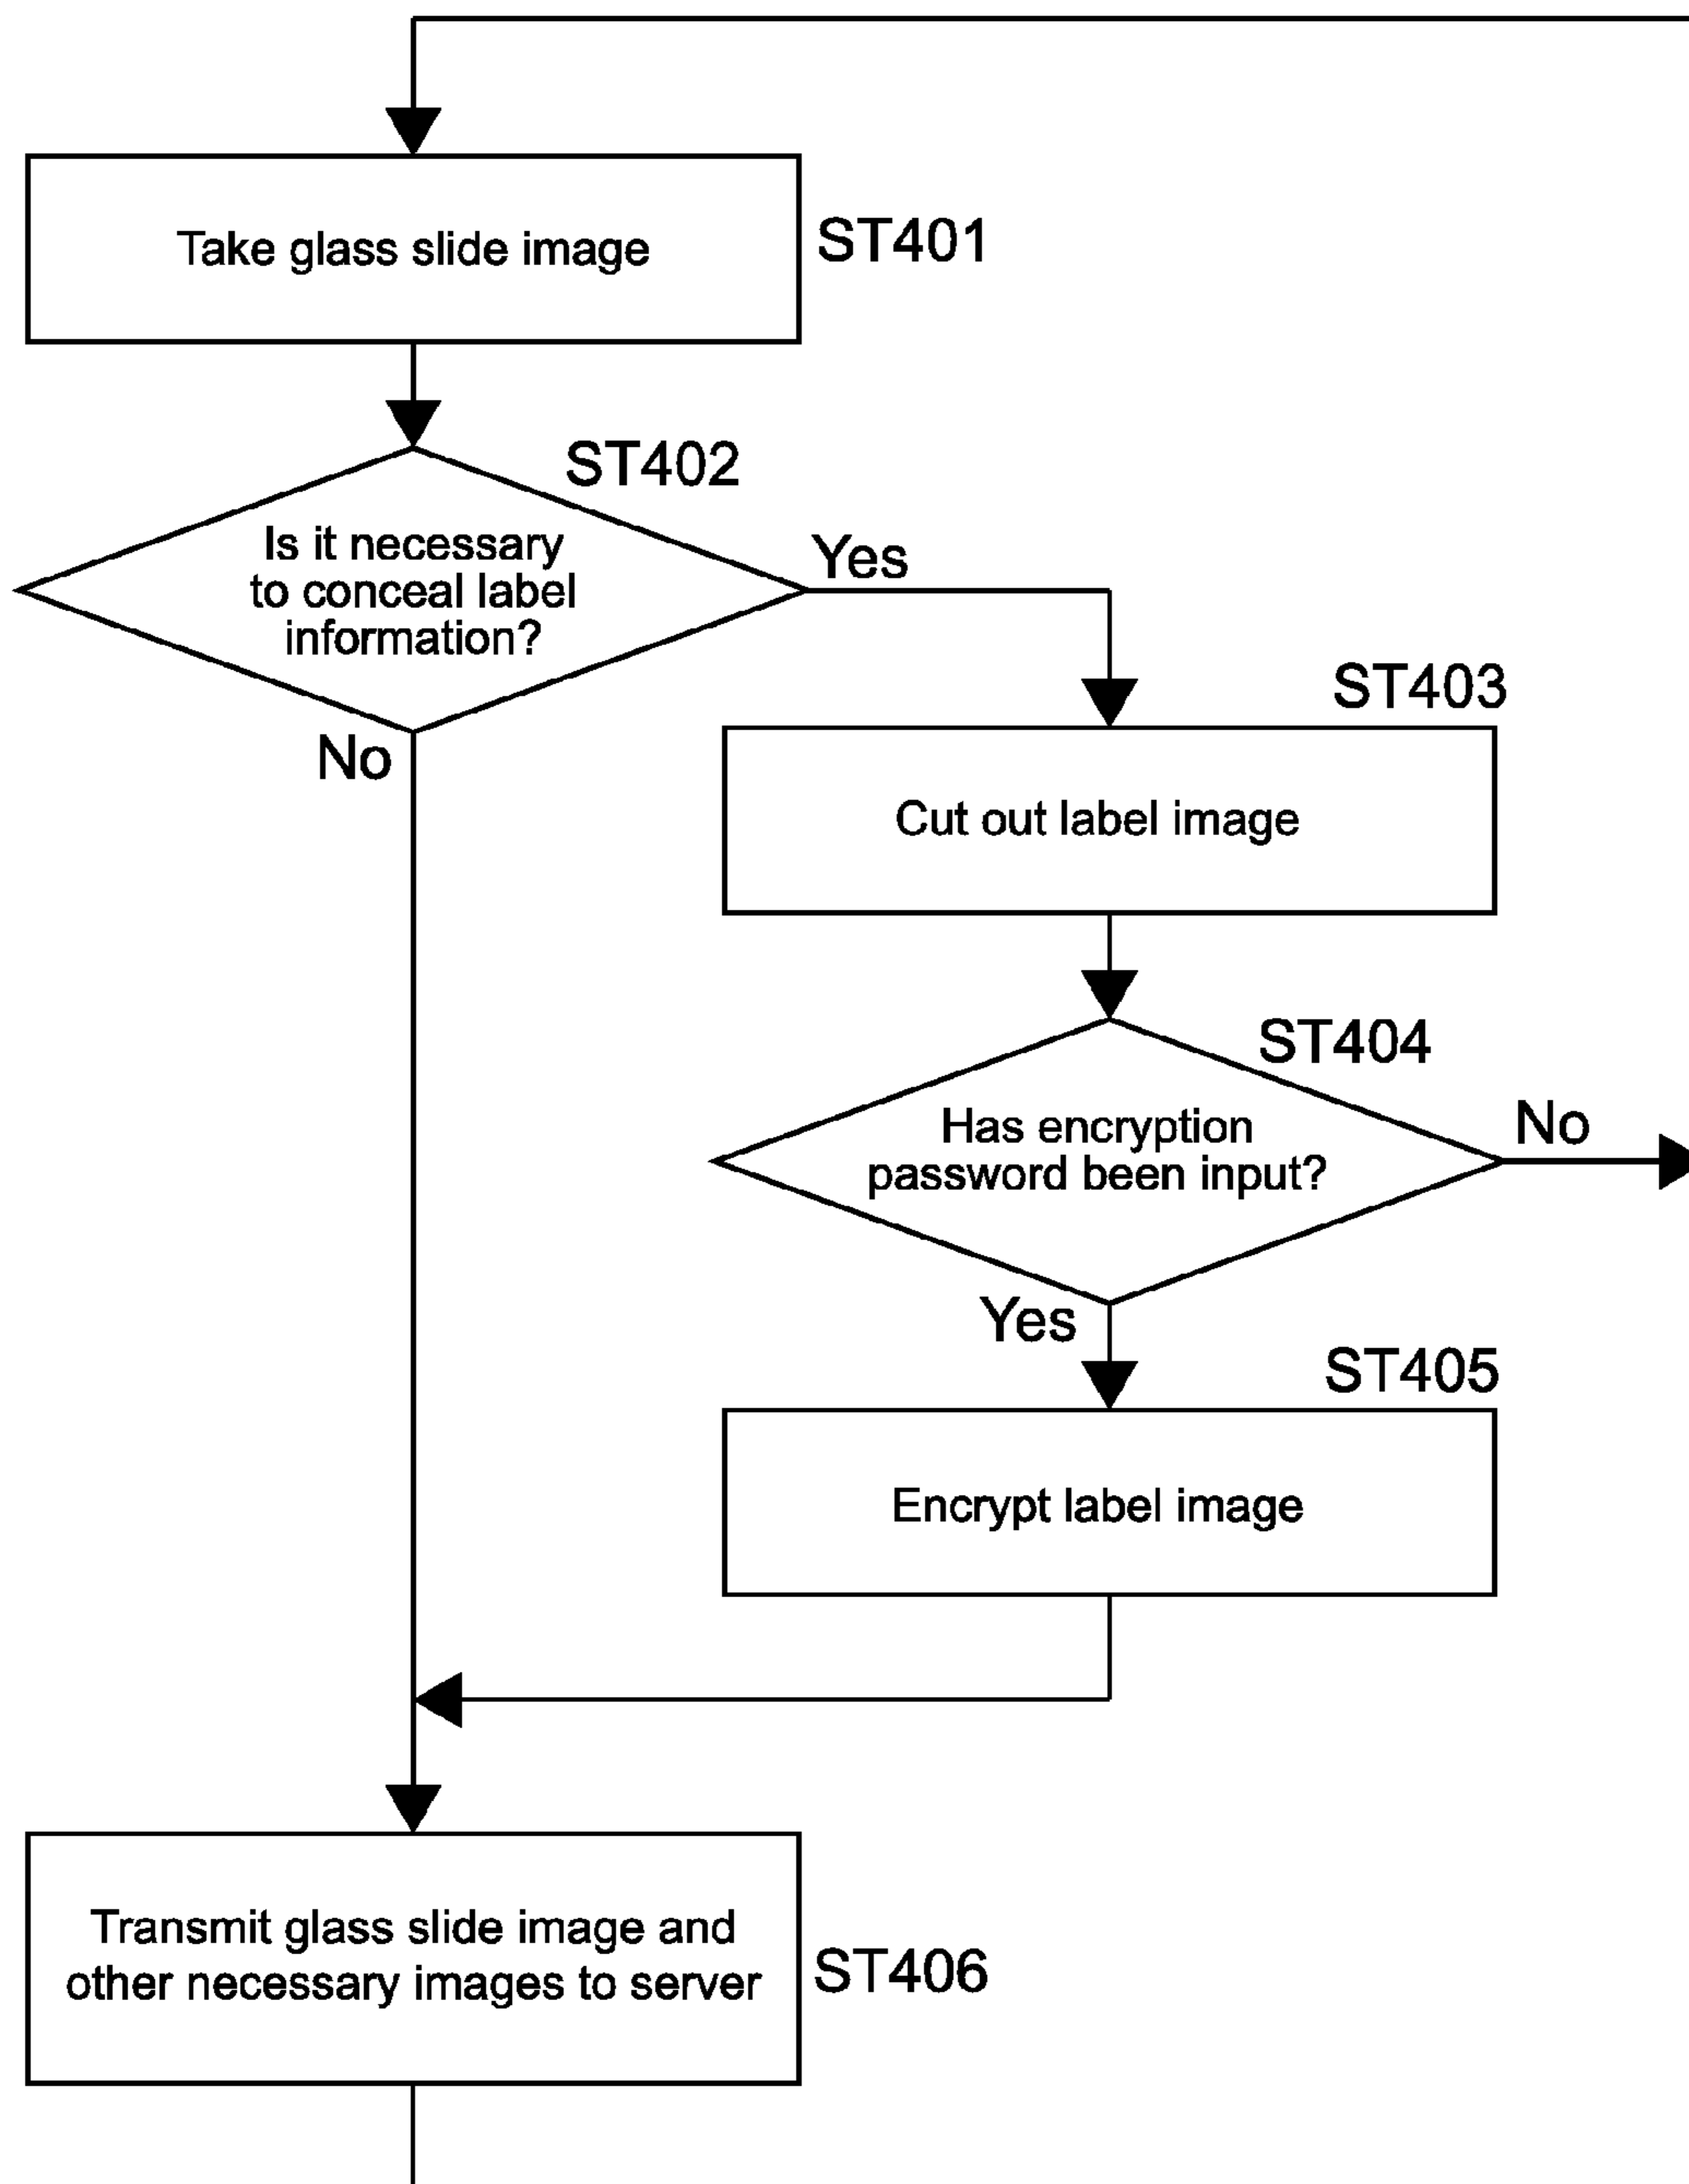 Take glass slide image
ST401
ST402
Is it necessary
to conceal label
information?
Yes
No
ST403
Cut out label image
ST404
Has encryption
password been input?
No
Yes
ST405
Encrypt label image
Transmit glass slide image and
other necessary images to server
ST406